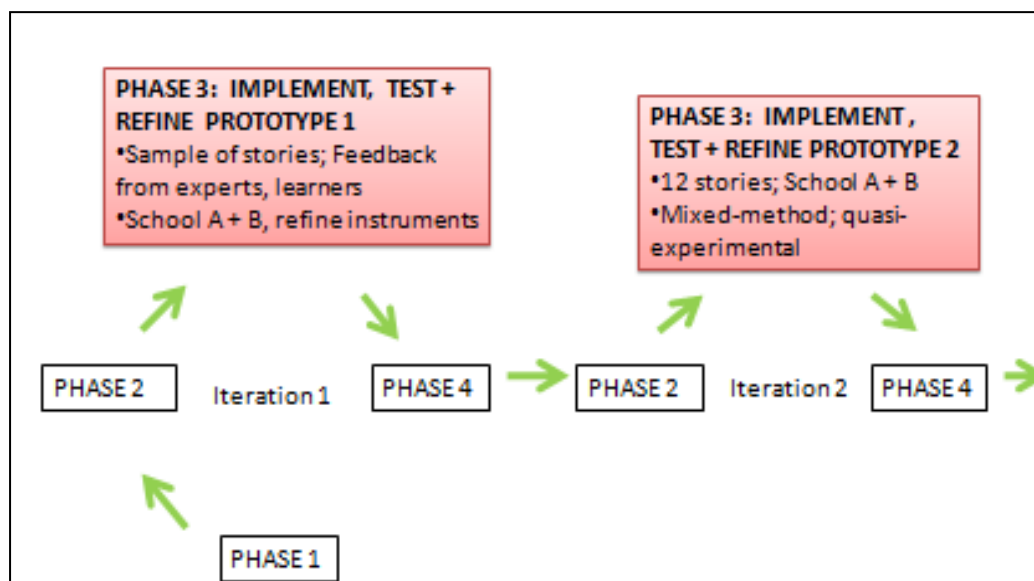 PHASE 3: IMPLEMENT, TEST +
REFINE PROTOTYPE 1
•Sample of stories; Feedback
from experts, learners
•School A + B, refine instruments
PHASE 3: IMPLEMENT ,
TEST + REFINE PROTOTYPE 2
•12 stories; School A + B
•Mixed-method; quasi-
experimental
PHASE 2
Iteration 1
PHASE 4
PHASE 2
Iteration 2
PHASE 4
PHASE 1